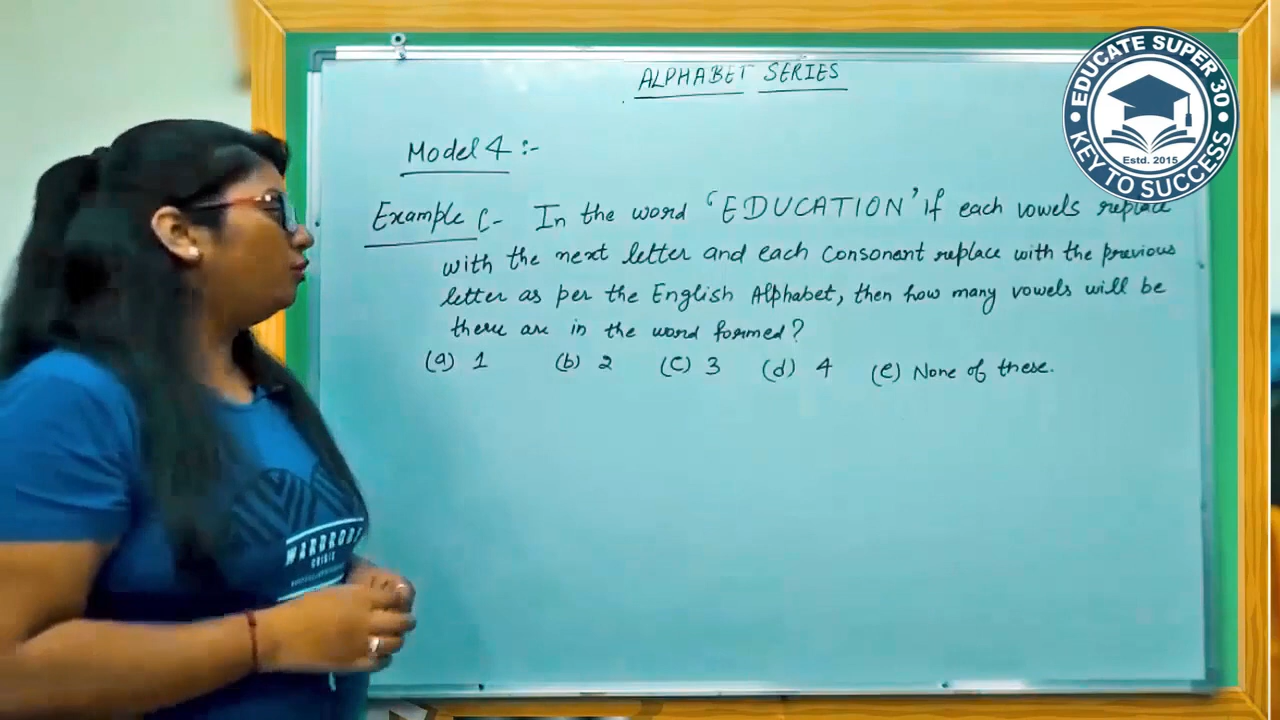 ALPHABET SERIES
EDUCATE SUPER 30
Estd. 2015
KEY TO SUCCESS
Model 4 :-
Example :- In the word 'EDUCATION' if each vowels replace
with the next letter and each consonant replace with the previous
letter as per the English Alphabet, then how many vowels will be
there are in the word formed?
(a) 1 (b) 2 (c) 3 (d) 4 (e) None of these.
WARDROBE
CRISIS